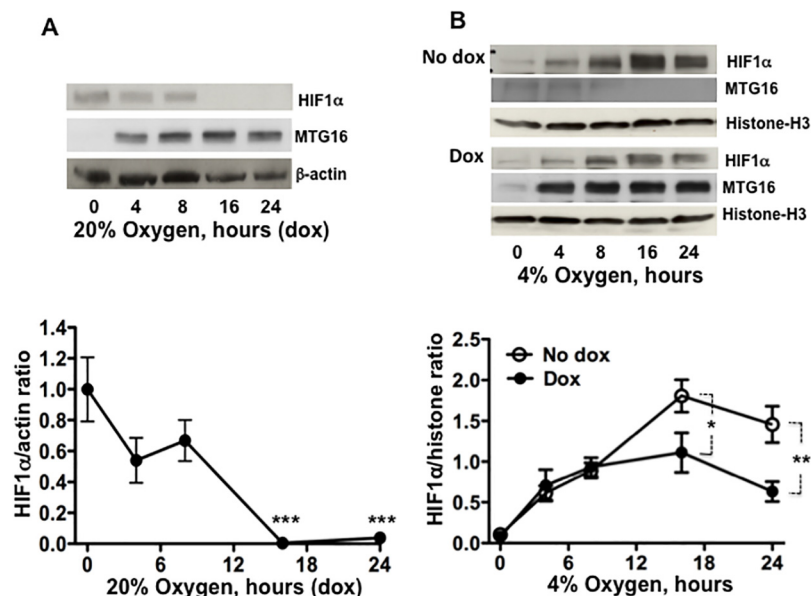 A
HIF1α
MTG16
β-actin
0 4 8 16 24
20% Oxygen, hours (dox)
B
No dox
HIF1α
MTG16
Histone-H3
Dox
HIF1α
MTG16
Histone-H3
0 4 8 16 24
4% Oxygen, hours
HIF1α/actin ratio
1.4
1.2
1.0
0.8
0.6
0.4
0.2
0.0
*** ***
0 6 12 18 24
20% Oxygen, hours (dox)
HIF1α/histone ratio
2.5
2.0
1.5
1.0
0.5
0.0
No dox
Dox
*
**
0 6 12 18 24
4% Oxygen, hours